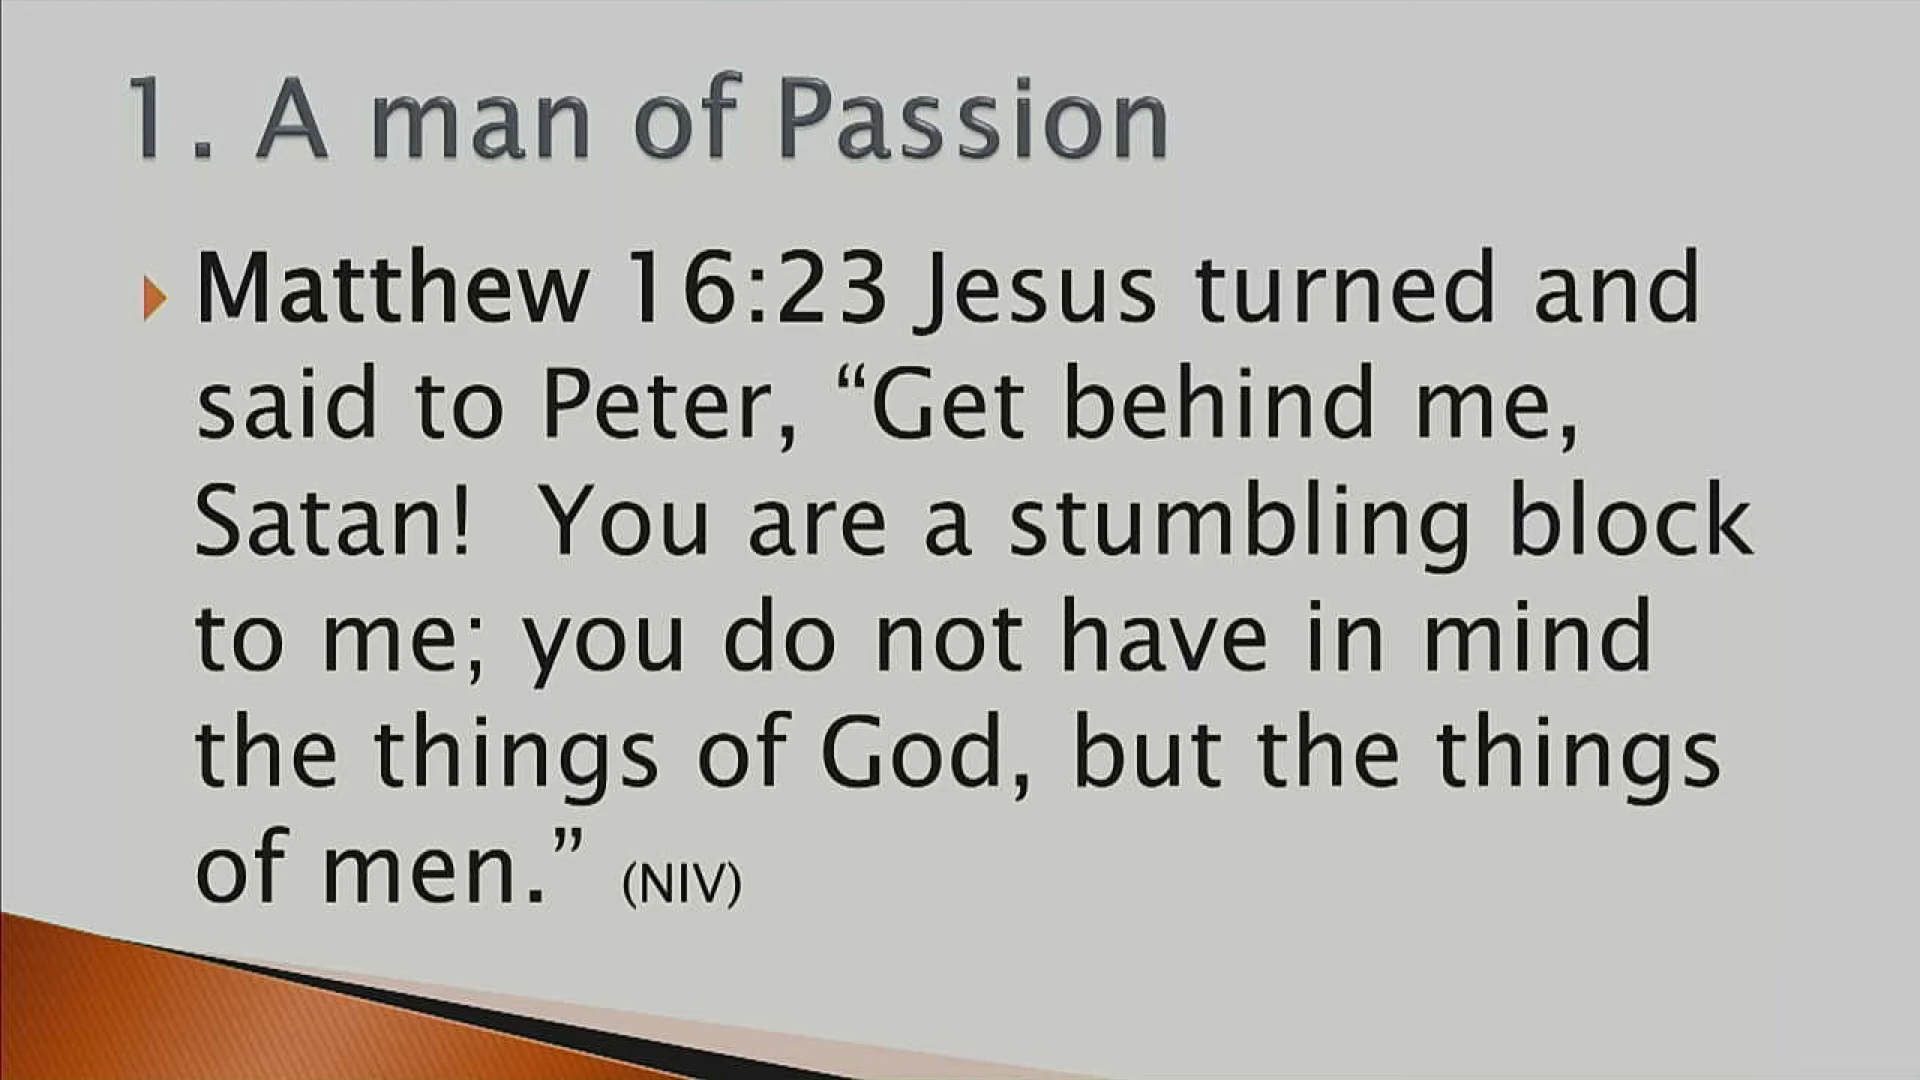 1. A man of Passion
Matthew 16:23 Jesus turned and
said to Peter, “Get behind me,
Satan!  You are a stumbling block
to me; you do not have in mind
the things of God, but the things
of men.” (NIV)